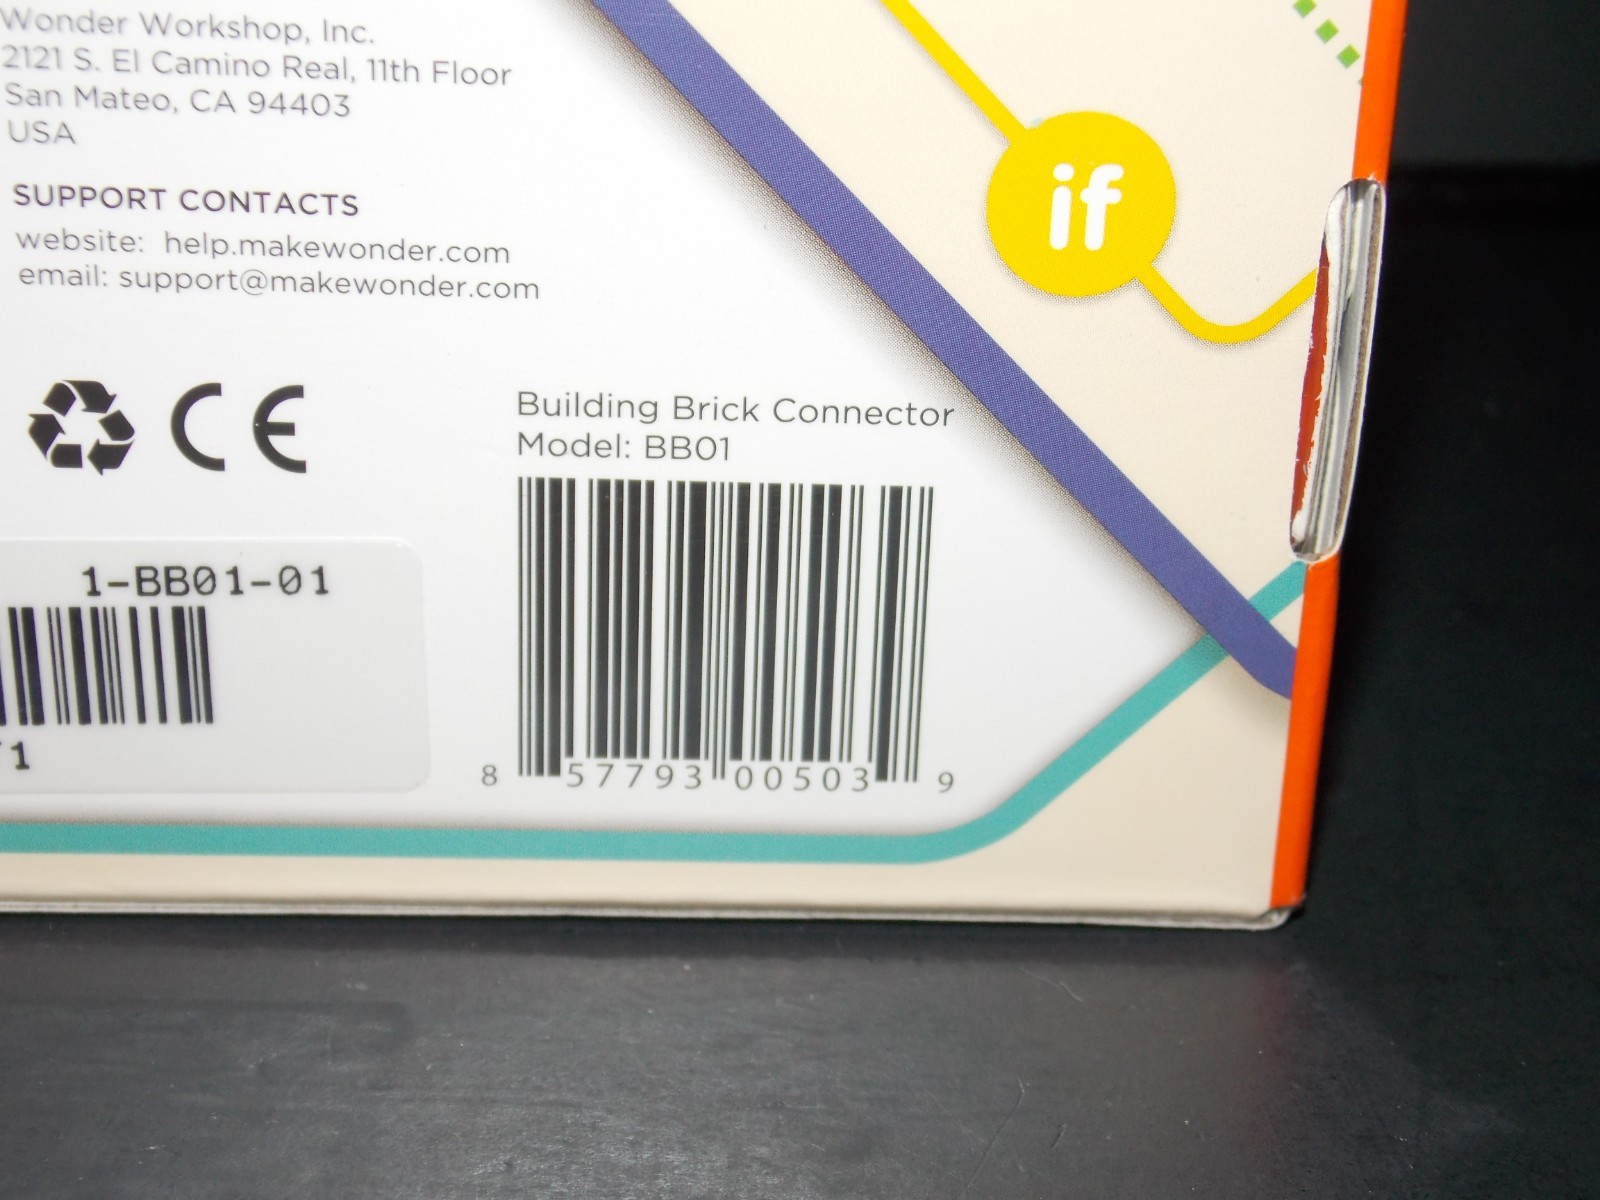 Wonder Workshop, Inc.
2121 S. El Camino Real, 11th Floor
San Mateo, CA 94403
USA
SUPPORT CONTACTS
website: help.makewonder.com
email: support@makewonder.com
if
CE
Building Brick Connector
Model: BB01
1-BB01-01
1
8 57793 00503 9